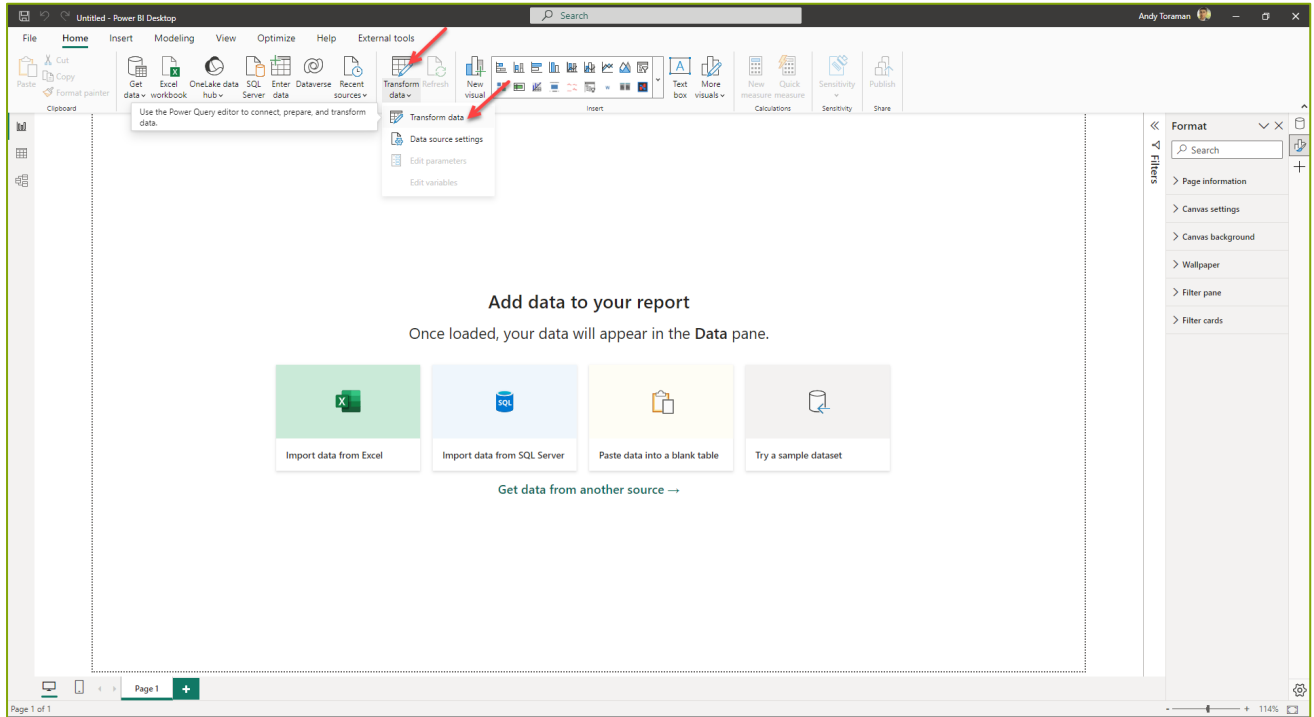 Untitled - Power BI Desktop
Search
Andy Toraman
File Home Insert Modeling View Optimize Help External tools
Paste
Cut
Copy
Format painter
Clipboard
Get data
Excel workbook
OneLake data hub
SQL Server
Enter data
Dataverse
Recent sources
Transform data
Refresh
New visual
Text box
More visuals
Insert
New measure
Quick measure
Calculations
Sensitivity
Sensitivity
Publish
Share
Use the Power Query editor to connect, prepare, and transform
data.
Transform data
Data source settings
Edit parameters
Edit variables
Filters
Format
Search
Page information
Canvas settings
Canvas background
Wallpaper
Filter pane
Filter cards
Add data to your report
Once loaded, your data will appear in the Data pane.
X
SQL
Import data from Excel
Import data from SQL Server
Paste data into a blank table
Try a sample dataset
Get data from another source →
Page 1
+
Page 1 of 1
- + 114%